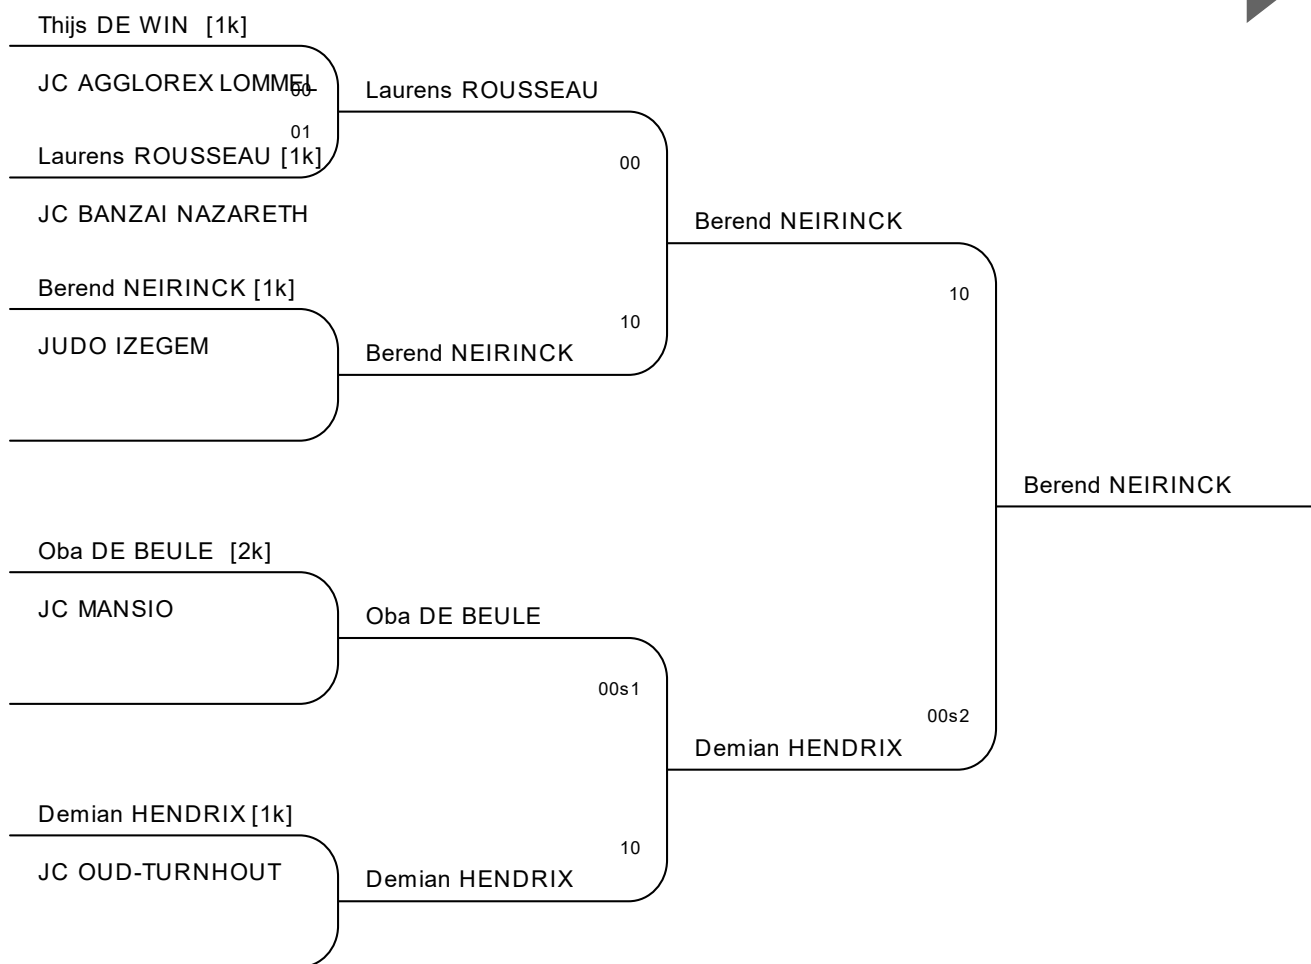 Thijs DE WIN [1k]
JC AGGLOREX LOMMEL
00
01
Laurens ROUSSEAU [1k]
JC BANZAI NAZARETH
Berend NEIRINCK [1k]
JUDO IZEGEM
Oba DE BEULE [2k]
JC MANSIO
Demian HENDRIX [1k]
JC OUD-TURNHOUT
Laurens ROUSSEAU
00
10
Berend NEIRINCK
Oba DE BEULE
00s1
10
Demian HENDRIX
Berend NEIRINCK
10
00s2
Demian HENDRIX
Berend NEIRINCK